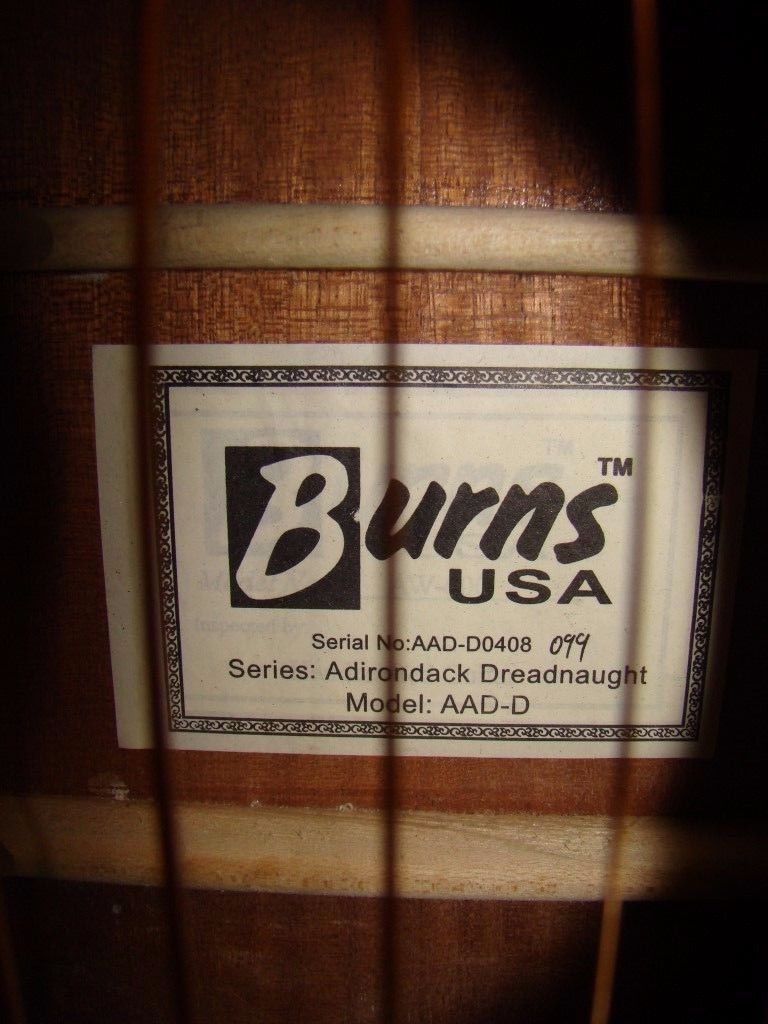 Burns™
USA
Serial No:AAD-D0408 099
Series: Adirondack Dreadnaught
Model: AAD-D